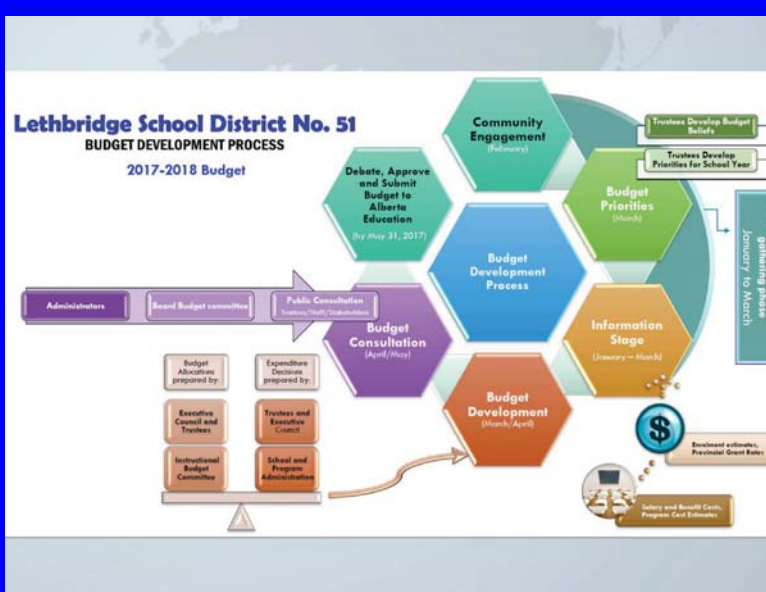 Lethbridge School District No. 51
BUDGET DEVELOPMENT PROCESS
2017-2018 Budget
Community
Engagement
(February)
Trustees Develop Budget
Beliefs
Trustees Develop
Priorities for School Year
Budget
Priorities
(March)
gathering phase
January to March
Debate, Approve
and Submit
Budget to
Alberta
Education
(by May 31, 2017)
Budget
Development
Process
Administrators
Board Budget committee
Public Consultation
Trustees/Staff/Stakeholders
Budget
Consultation
(April/May)
Information
Stage
(January – March)
Budget
Development
(March/April)
Budget
Allocations
prepared by:
Expenditure
Decisions
prepared by:
Executive
Council and
Trustees
Trustees and
Executive
Council
Instructional
Budget
Committee
School and
Program
Administration
$
Enrolment estimates,
Provincial Grant Rates
Salary and Benefit Costs,
Program Cost Estimates